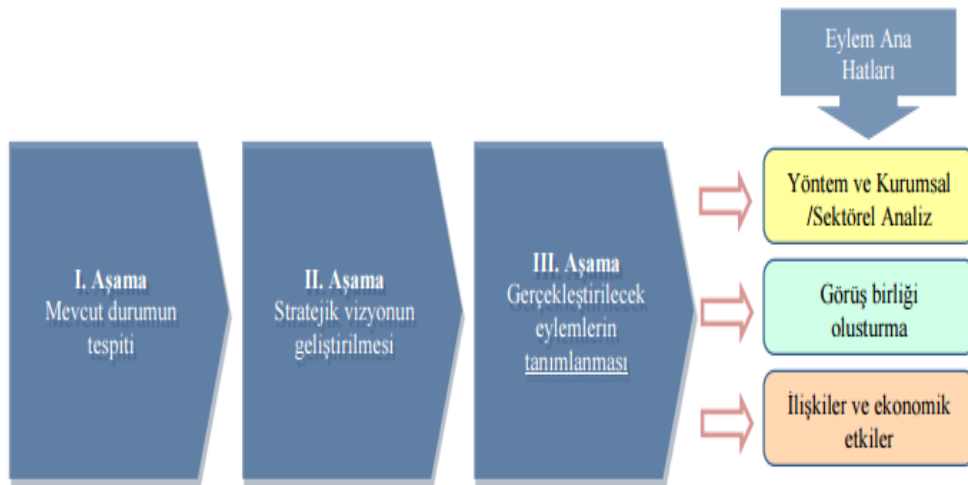 Eylem Ana
Hatları
I. Aşama
Mevcut durumun
tespiti
II. Aşama
Stratejik vizyonun
geliştirilmesi
III. Aşama
Gerçekleştirilecek
eylemlerin
tanımlanması
Yöntem ve Kurumsal
/Sektörel Analiz
Görüş birliği
olusturma
İlişkiler ve ekonomik
etkiler